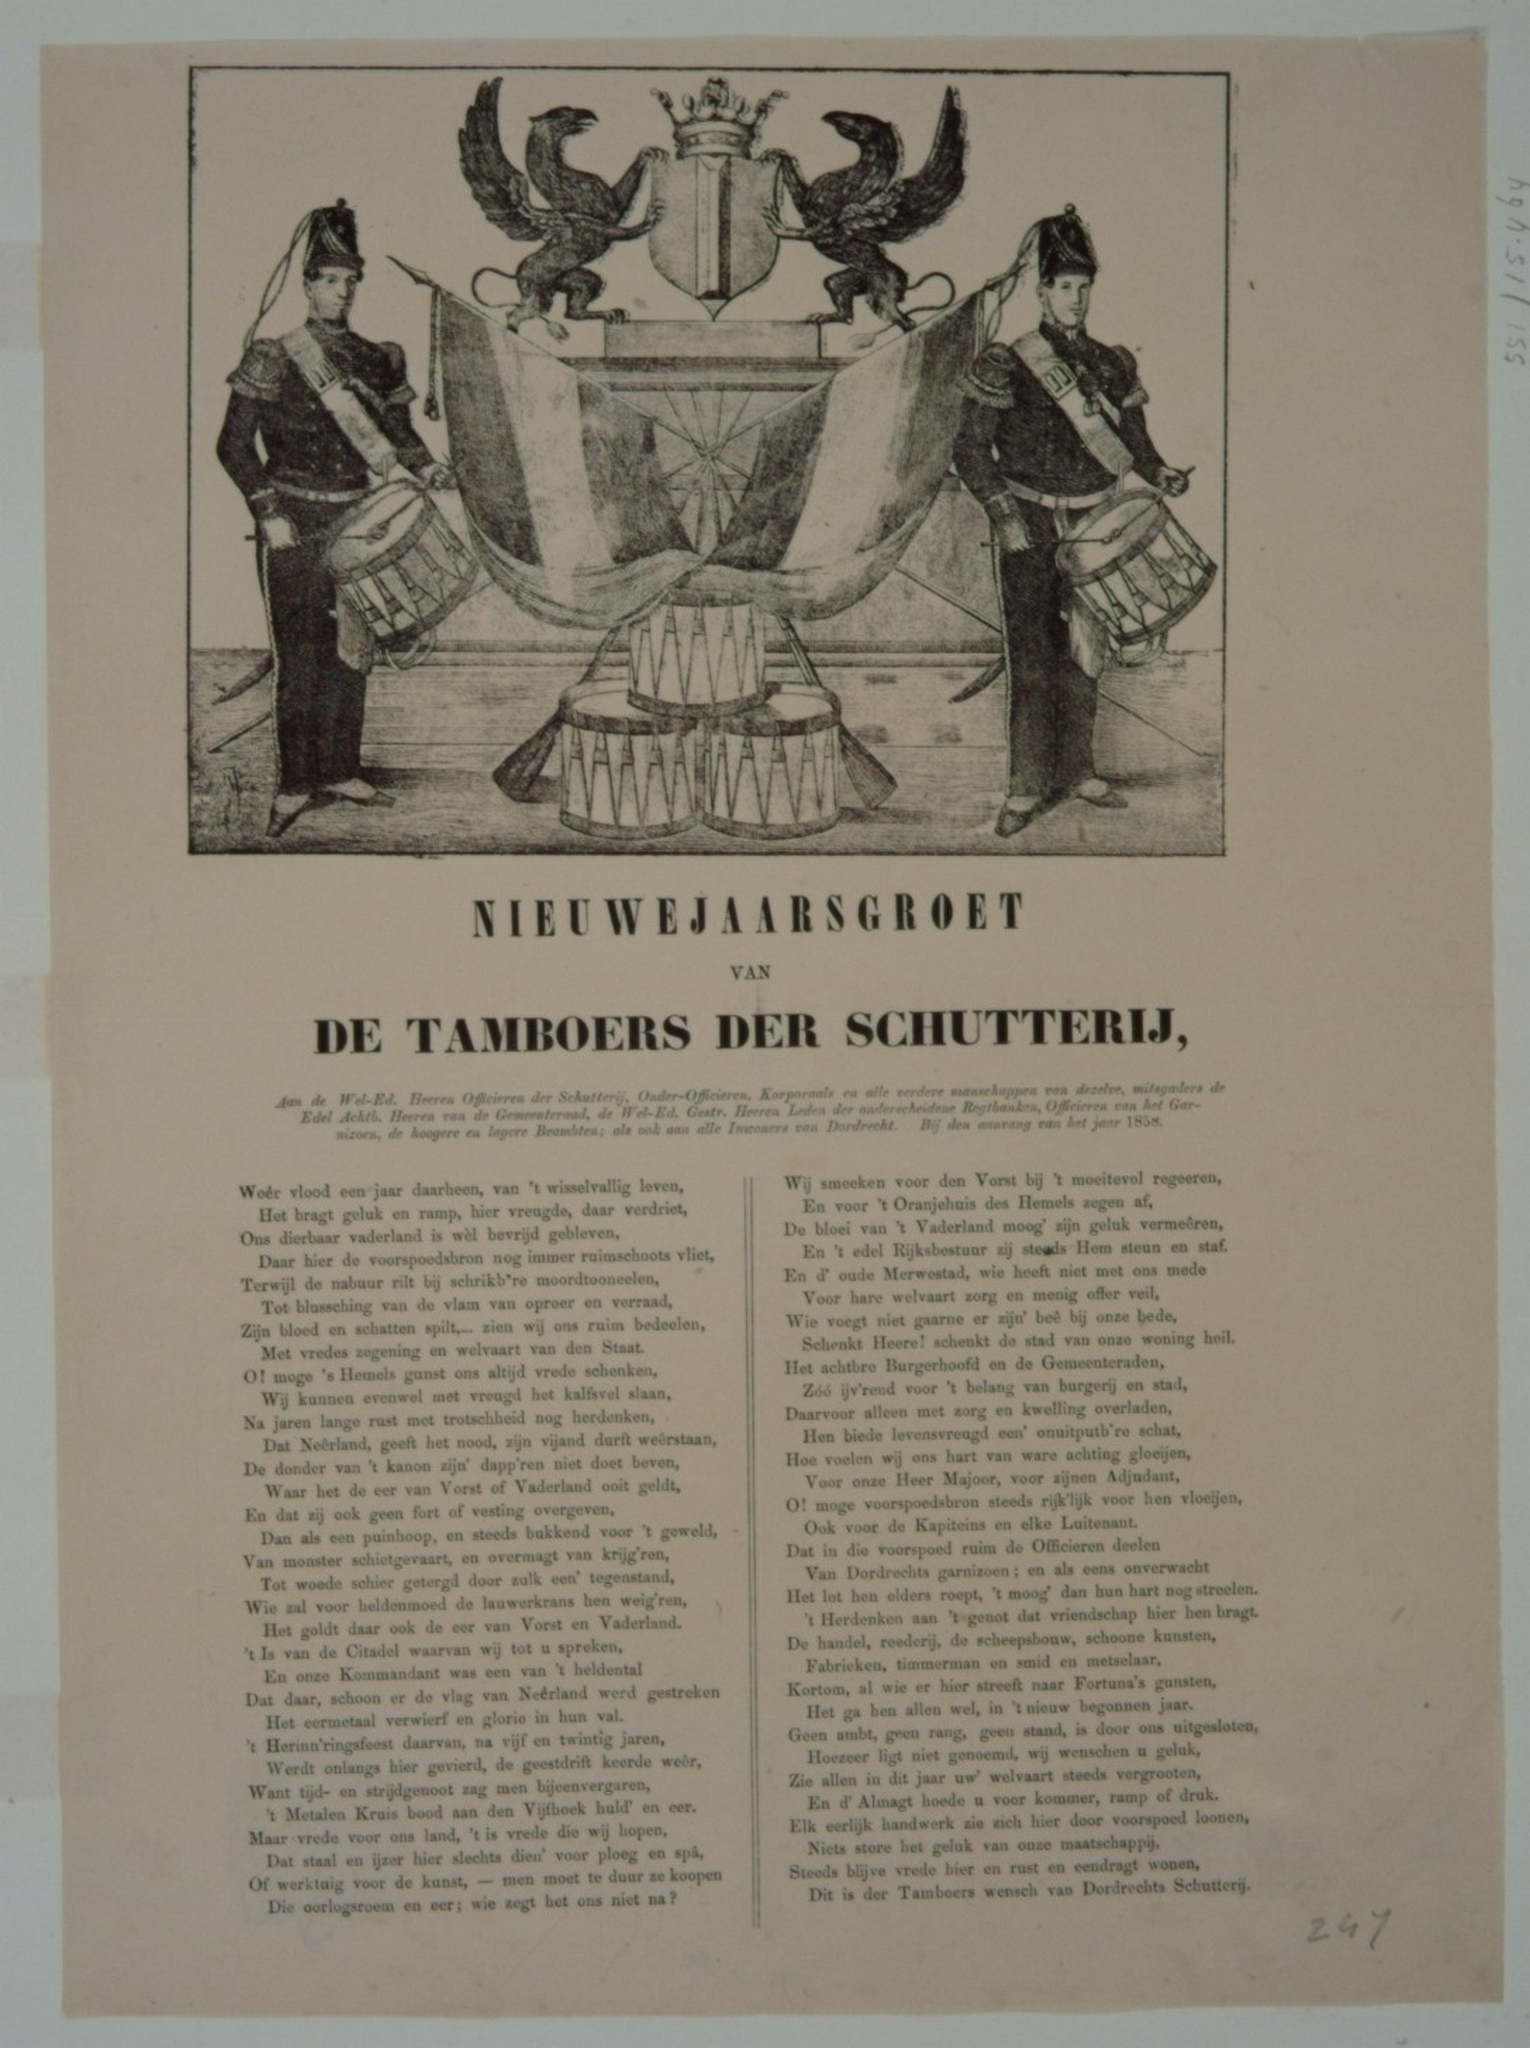 NIEUWEJAARSGROET
VAN
DE TAMBOERS DER SCHUTTERIJ,
Aan de Wel-Ed. Heeren Officieren der Schutterij, Onder-Officieren, Korporaals en alle verdere manschappen van dezelve, mitsgaders de
Edel Achtb. Heeren van de Gemeenteraad, de Wel-Ed. Gestr. Heeren Leden der onderscheidene Regtbanken, Officieren van het Gar-
nizoen, de hoogere en lagere Beambten; als ook aan alle Inwoners van Dordrecht. Bij den aanvang van het jaar 1858.
Weêr vlood een jaar daarheen, van 't wisselvallig leven,
Het bragt geluk en ramp, hier vreugde, daar verdriet,
Ons dierbaar vaderland is wèl bevrijd gebleven,
Daar hier de voorspoedsbron nog immer ruimschoots vliet,
Terwijl de nabuur rilt bij schrikb're moordtooneelen,
Tot blussching van de vlam van oproer en verraad,
Zijn bloed en schatten spilt,... zien wij ons ruim bedeelen,
Met vredes zegening en welvaart van den Staat.
O! moge 's Hemels gunst ons altijd vrede schenken,
Wij kunnen evenwel met vreugd het kalfsvel slaan,
Na jaren lange rust met trotschheid nog herdenken,
Dat Neêrland, geeft het nood, zijn vijand durft weêrstaan,
De donder van 't kanon zijn' dapp'ren niet doet beven,
Waar het de eer van Vorst of Vaderland ooit geldt,
En dat zij ook geen fort of vesting overgeven,
Dan als een puinhoop, en steeds bukkend voor 't geweld,
Van monster schietgevaart, en overmagt van krijg'ren,
Tot woede schier getergd door zulk een' tegenstand,
Wie zal voor heldenmoed de lauwerkrans hen weig'ren,
Het goldt daar ook de eer van Vorst en Vaderland.
't Is van de Citadel waarvan wij tot u spreken,
En onze Kommandant was een van 't heldental
Dat daar, schoon er de vlag van Neêrland werd gestreken
Het eermetaal verwierf en glorie in hun val.
't Herinn'ringsfeest daarvan, na vijf en twintig jaren,
Werdt onlangs hier gevierd, de geestdrift keerde weêr,
Want tijd- en strijdgenoot zag men bijeenvergaren,
't Metalen Kruis bood aan den Vijfhoek huld' en eer.
Maar vrede voor ons land, 't is vrede die wij hopen,
Dat staal en ijzer hier slechts dien' voor ploeg en spâ,
Of werktuig voor de kunst, — men moet te duur ze koopen
Die oorlogsroem en eer; wie zegt het ons niet na?
Wij smeeken voor den Vorst bij 't moeitevol regeeren,
En voor 't Oranjehuis des Hemels zegen af,
De bloei van 't Vaderland moog' zijn geluk vermeêren,
En 't edel Rijksbestuur zij steeds Hem steun en staf.
En d' oude Merwestad, wie heeft niet met ons mede
Voor hare welvaart zorg en menig offer veil,
Wie voegt niet gaarne er zijn' beê bij onze bede,
Schenkt Heere! schenkt de stad van onze woning heil.
Het achtbre Burgerhoofd en de Gemeenteraden,
Zóó ijv'rend voor 't belang van burgerij en stad,
Daarvoor alleen met zorg en kwelling overladen,
Hen biede levensvreugd een' onuitputb're schat,
Hoe voelen wij ons hart van ware achting gloeijen,
Voor onze Heer Majoor, voor zijnen Adjudant,
O! moge voorspoedsbron steeds rijk'lijk voor hen vloeijen,
Ook voor de Kapiteins en elke Luitenant.
Dat in die voorspoed ruim de Officieren deelen
Van Dordrechts garnizoen; en als eens onverwacht
Het lot hen elders roept, 't moog' dan hun hart nog streelen.
't Herdenken aan 't genot dat vriendschap hier hen bragt.
De handel, reederij, de scheepsbouw, schoone kunsten,
Fabrieken, timmerman en smid en metselaar,
Kortom, al wie er hier streeft naar Fortuna's gunsten,
Het ga hen allen wel, in 't nieuw begonnen jaar.
Geen ambt, geen rang, geen stand, is door ons uitgesloten,
Hoezeer ligt niet genoemd, wij wenschen u geluk,
Zie allen in dit jaar uw' welvaart steeds vergrooten,
En d' Almagt hoede u voor kommer, ramp of druk.
Elk eerlijk handwerk zie zich hier door voorspoed loonen,
Niets store het geluk van onze maatschappij,
Steeds blijve vrede hier en rust en eendragt wonen,
Dit is der Tamboers wensch van Dordrechts Schutterij.
247